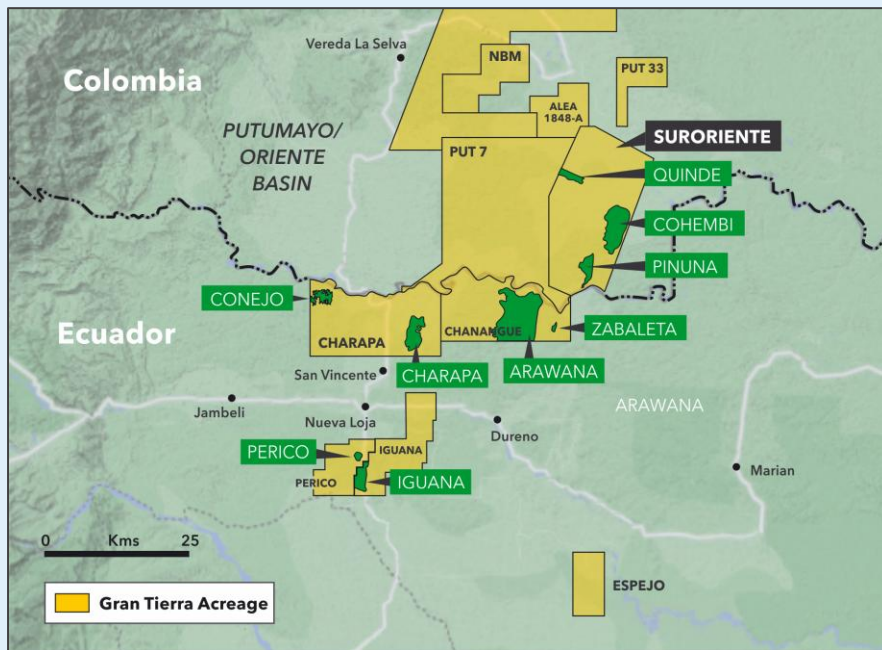 Vereda La Selva
NBM
PUT 33
Colombia
ALEA
1848-A
PUTUMAYO/
ORIENTE
BASIN
SURORIENTE
PUT 7
QUINDE
COHEMBI
PINUNA
CONEJO
Ecuador
CHARAPA
CHANANGUE
ZABALETA
San Vincente
CHARAPA
ARAWANA
Jambeli
Nueva Loja
ARAWANA
Dureno
PERICO
IGUANA
Marian
PERICO
IGUANA
0 Kms 25
ESPEJO
Gran Tierra Acreage